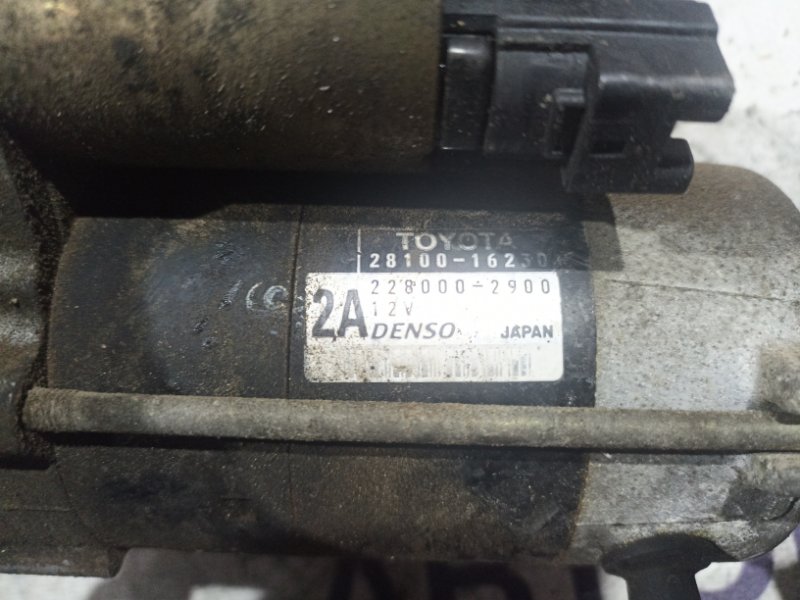 TOYOTA
28100-16230
228000-2900
12V
2A DENSO JAPAN